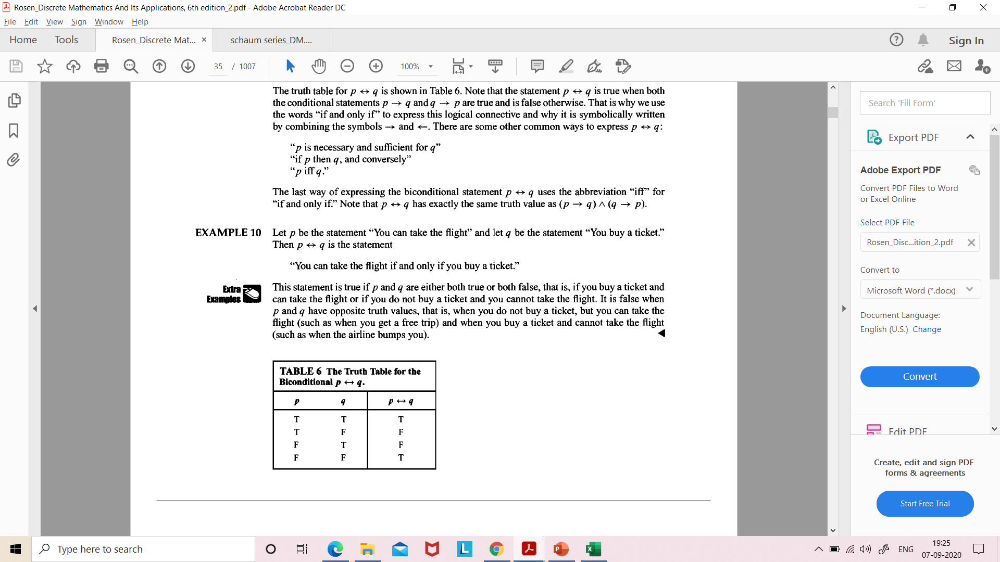 Rosen_Discrete Mathematics And Its Applications, 6th edition_2.pdf - Adobe Acrobat Reader DC
File Edit View Sign Window Help
Home Tools Rosen_Discrete Mat... × schaum series_DM.... Sign In
35 / 1007 100%
The truth table for p ↔ q is shown in Table 6. Note that the statement p ↔ q is true when both
the conditional statements p → q and q → p are true and is false otherwise. That is why we use
the words “if and only if” to express this logical connective and why it is symbolically written
by combining the symbols → and ←. There are some other common ways to express p ↔ q:
“p is necessary and sufficient for q”
“if p then q, and conversely”
“p iff q.”
The last way of expressing the biconditional statement p ↔ q uses the abbreviation “iff” for
“if and only if.” Note that p ↔ q has exactly the same truth value as (p → q) ∧ (q → p).
EXAMPLE 10 Let p be the statement “You can take the flight” and let q be the statement “You buy a ticket.”
Then p ↔ q is the statement
“You can take the flight if and only if you buy a ticket.”
Extra
Examples
This statement is true if p and q are either both true or both false, that is, if you buy a ticket and
can take the flight or if you do not buy a ticket and you cannot take the flight. It is false when
p and q have opposite truth values, that is, when you do not buy a ticket, but you can take the
flight (such as when you get a free trip) and when you buy a ticket and cannot take the flight
(such as when the airline bumps you).
TABLE 6 The Truth Table for the
Biconditional p ↔ q.
p q p ↔ q
T T T
T F F
F T F
F F T
Search 'Fill Form'
Export PDF
Adobe Export PDF
Convert PDF Files to Word
or Excel Online
Select PDF File
Rosen_Disc...ition_2.pdf
Convert to
Microsoft Word (*.docx)
Document Language:
English (U.S.) Change
Convert
Edit PDF
Create, edit and sign PDF
forms & agreements
Start Free Trial
Type here to search
ENG
19:25
07-09-2020